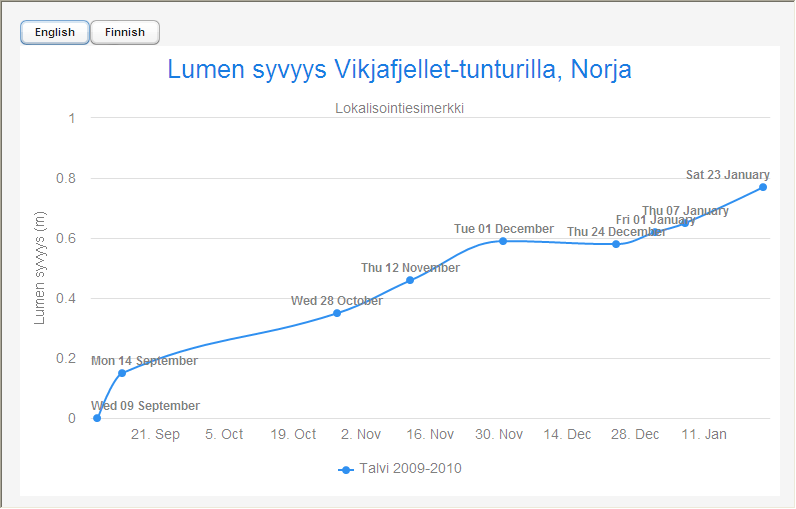 English Finnish
Lumen syvyys Vikjafjellet-tunturilla, Norja
Lokalisointiesimerkki
Lumen syvyys (m)
1
0.8
0.6
0.4
0.2
0
Sat 23 January
Thu 07 January
Fri 01 January
Thu 24 December
Tue 01 December
Thu 12 November
Wed 28 October
Mon 14 September
Wed 09 September
21. Sep 5. Oct 19. Oct 2. Nov 16. Nov 30. Nov 14. Dec 28. Dec 11. Jan
Talvi 2009-2010